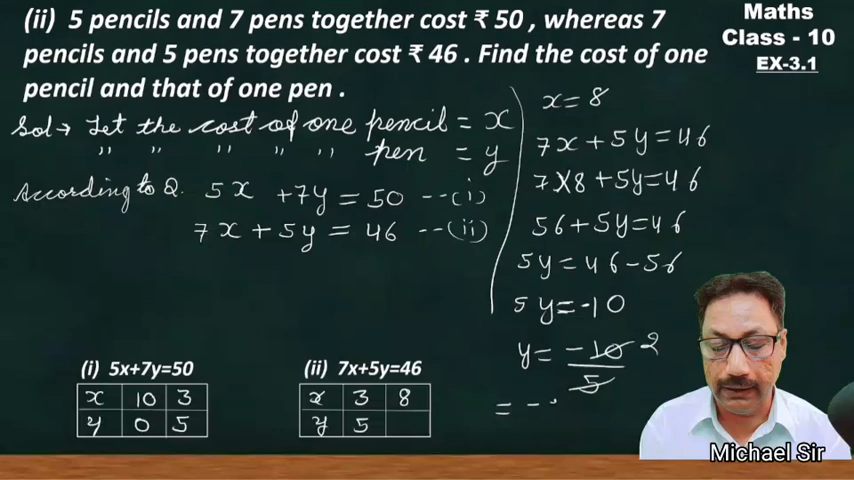 (ii) 5 pencils and 7 pens together cost ₹ 50 , whereas 7
pencils and 5 pens together cost ₹ 46 . Find the cost of one
pencil and that of one pen .
Maths
Class - 10
EX-3.1
Sol → Let the cost of one pencil = x
" " " " " pen = y
According to Q. 5x +7y = 50 --(i)
7x + 5y = 46 --(ii)
x = 8
7x + 5y = 46
7x8 + 5y = 46
56 + 5y = 46
5y = 46 - 56
5y = -10
y = -10 2
5
= -
(i) 5x+7y=50
x 10 3
y 0 5
(ii) 7x+5y=46
x 3 8
y 5
Michael Sir